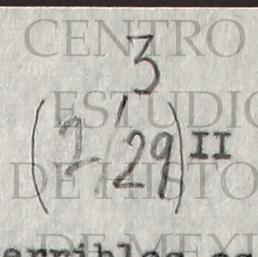 CENTRO
3
ESTUDIO
(2/29) II
DE HISTO
DE MEXI